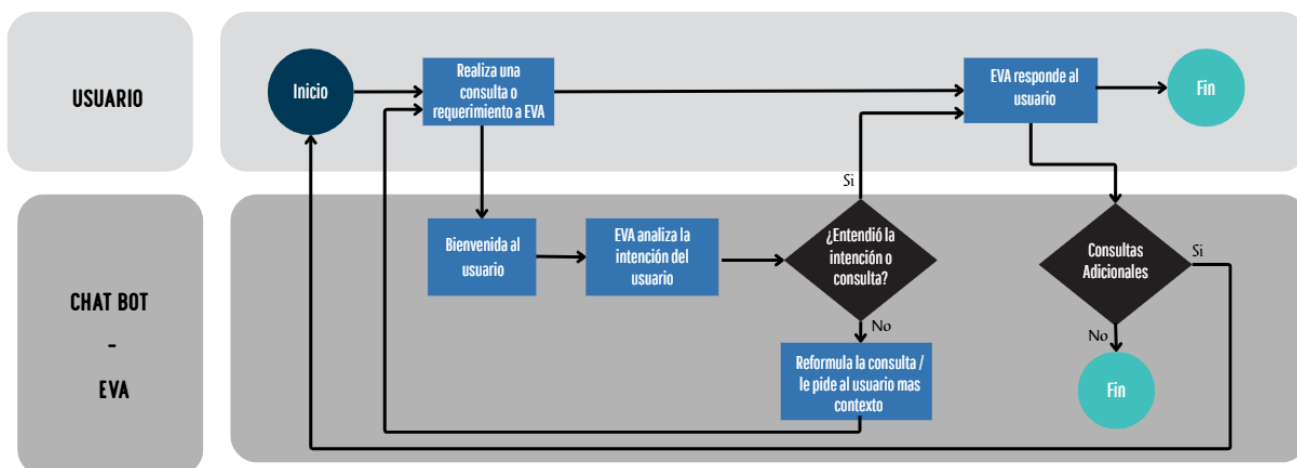 USUARIO
Inicio
Realiza una
consulta o
requerimiento a EVA
EVA responde al
usuario
Fin
CHAT BOT
-
EVA
Bienvenida al
usuario
EVA analiza la
intención del
usuario
Si
¿Entendió la
intención o
consulta?
No
Reformula la consulta /
le pide al usuario mas
contexto
Consultas
Adicionales
Si
No
Fin